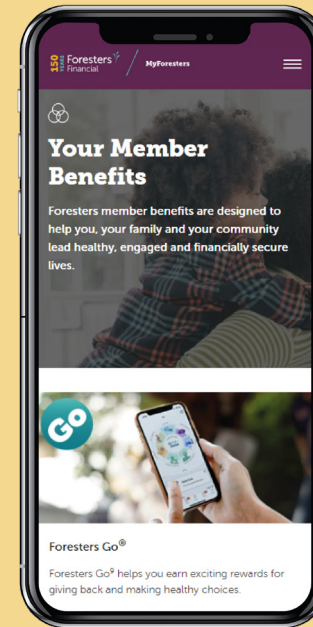 150 YEARS Foresters Financial MyForesters
Your Member
Benefits
Foresters member benefits are designed to
help you, your family and your community
lead healthy, engaged and financially secure
lives.
Go
Foresters Go®
Foresters Go⁹ helps you earn exciting rewards for
giving back and making healthy choices.